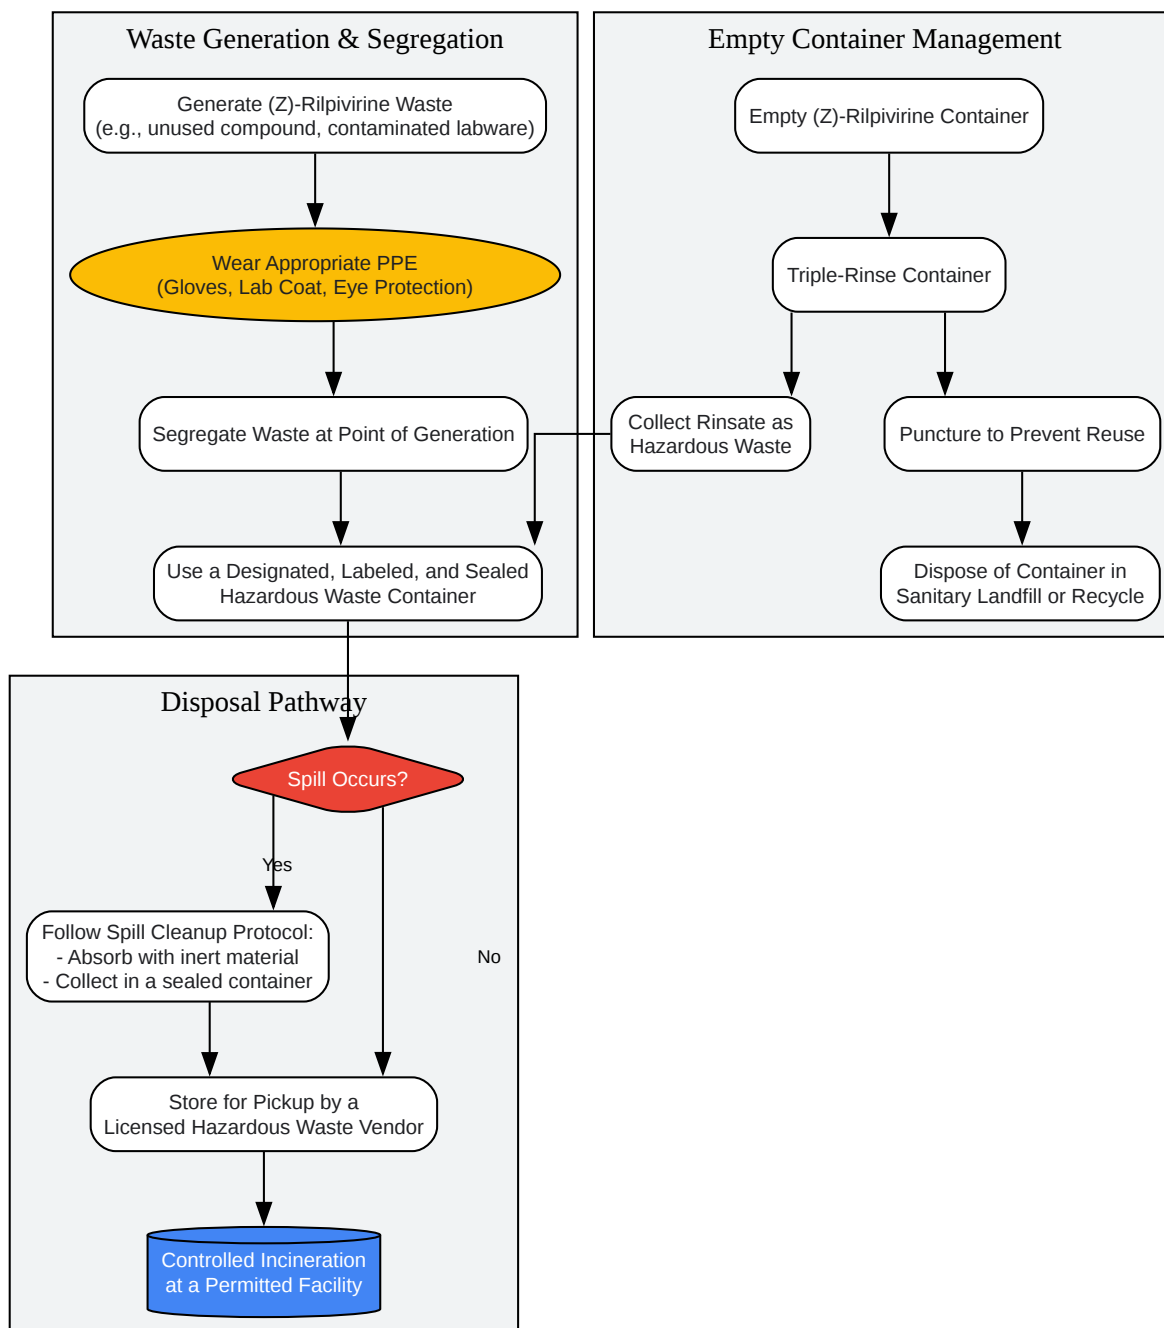 Waste Generation & Segregation
Generate (Z)-Rilpivirine Waste
(e.g., unused compound, contaminated labware)
Wear Appropriate PPE
(Gloves, Lab Coat, Eye Protection)
Segregate Waste at Point of Generation
Use a Designated, Labeled, and Sealed
Hazardous Waste Container
Empty Container Management
Empty (Z)-Rilpivirine Container
Triple-Rinse Container
Collect Rinsate as
Hazardous Waste
Puncture to Prevent Reuse
Dispose of Container in
Sanitary Landfill or Recycle
Disposal Pathway
Spill Occurs?
Yes
Follow Spill Cleanup Protocol:
- Absorb with inert material
- Collect in a sealed container
No
Store for Pickup by a
Licensed Hazardous Waste Vendor
Controlled Incineration
at a Permitted Facility